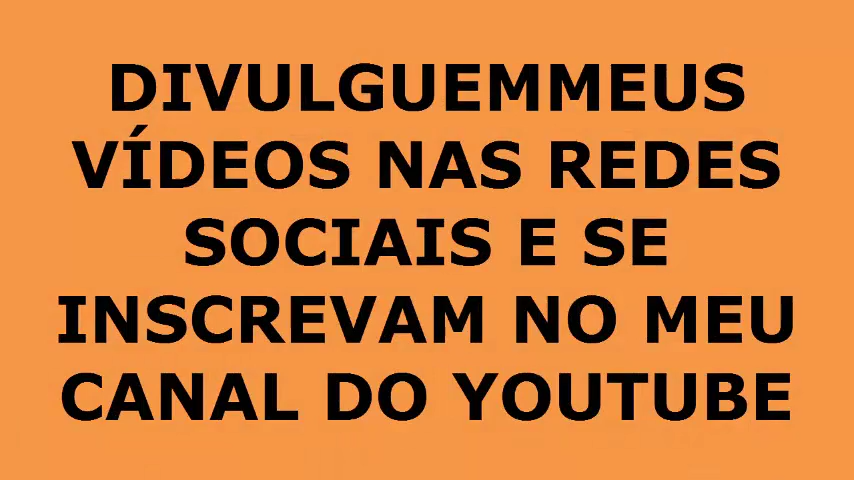 DIVULGUEMMEUS
VÍDEOS NAS REDES
SOCIAIS E SE
INSCREVAM NO MEU
CANAL DO YOUTUBE